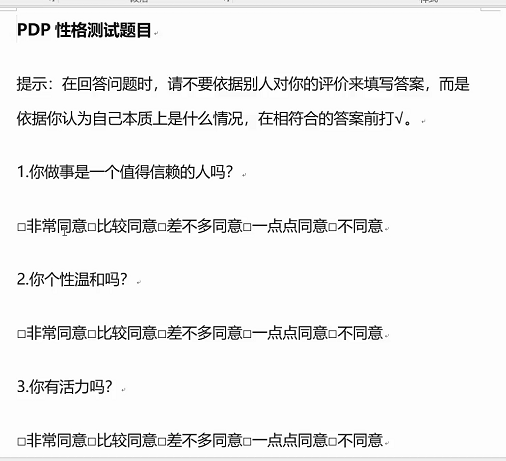 PDP 性格测试题目
提示：在回答问题时，请不要依据别人对你的评价来填写答案，而是
依据你认为自己本质上是什么情况，在相符合的答案前打√。
1.你做事是一个值得信赖的人吗？
□非常同意□比较同意□差不多同意□一点点同意□不同意
2.你个性温和吗？
□非常同意□比较同意□差不多同意□一点点同意□不同意
3.你有活力吗？
□非常同意□比较同意□差不多同意□一点点同意□不同意